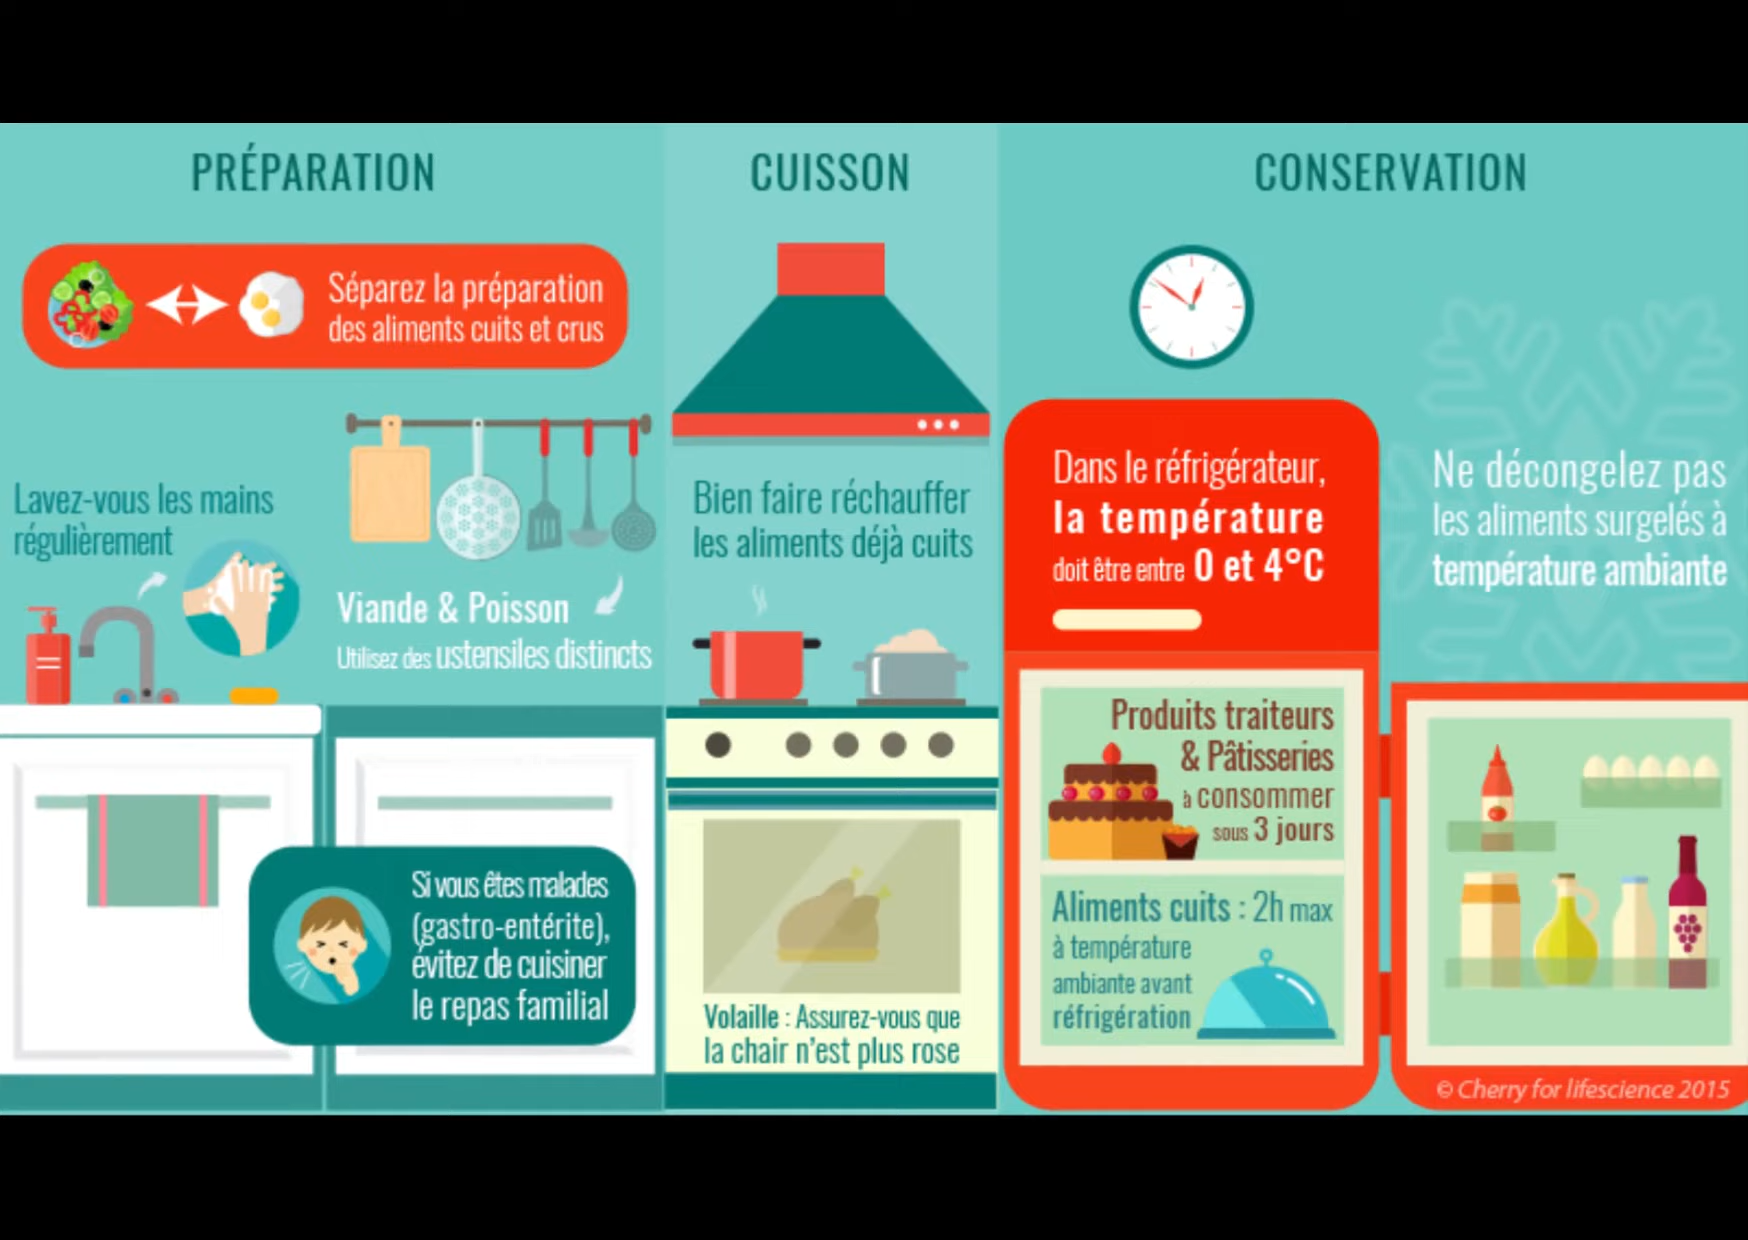 PRÉPARATION
Séparez la préparation
des aliments cuits et crus
Lavez-vous les mains
régulièrement
Viande & Poisson
Utilisez des ustensiles distincts
Si vous êtes malades
(gastro-entérite),
évitez de cuisiner
le repas familial
CUISSON
Bien faire réchauffer
les aliments déjà cuits
Volaille : Assurez-vous que
la chair n'est plus rose
CONSERVATION
Dans le réfrigérateur,
la température
doit être entre 0 et 4°C
Produits traiteurs
& Pâtisseries
à consommer
sous 3 jours
Aliments cuits : 2h max
à température
ambiante avant
réfrigération
Ne décongelez pas
les aliments surgelés à
température ambiante
© Cherry for lifescience 2015